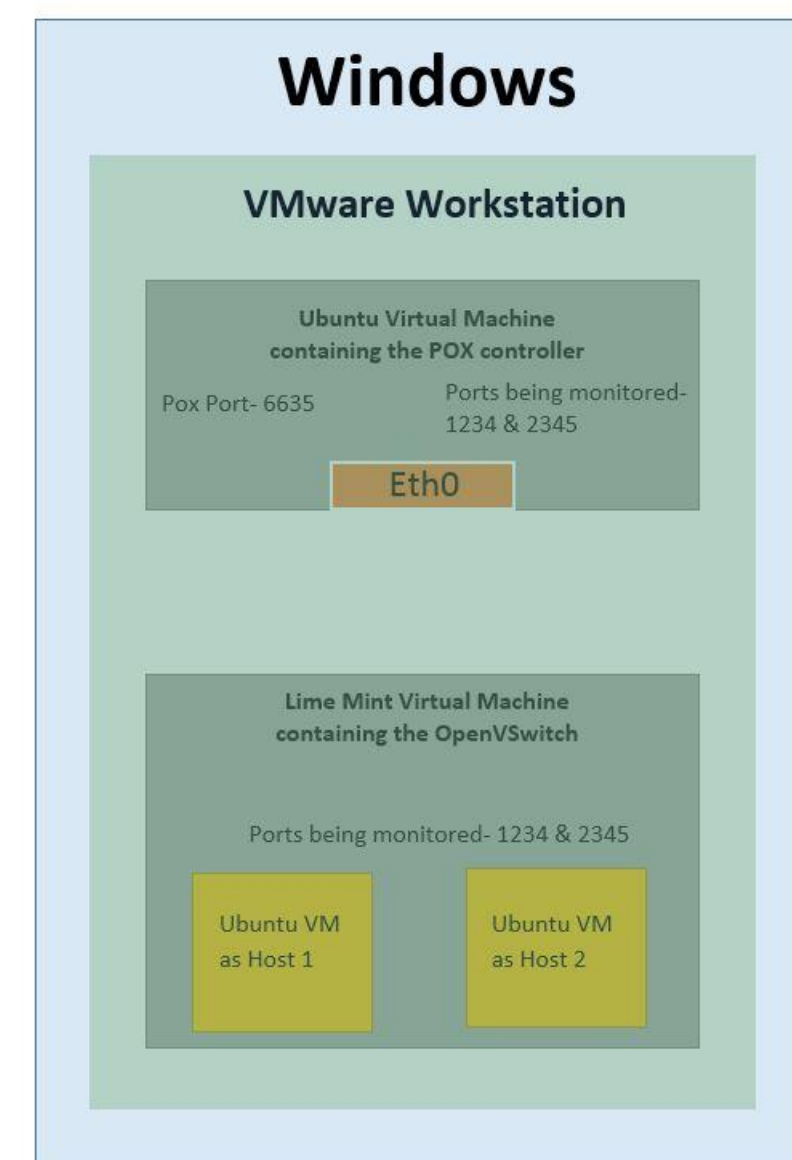 Windows
VMware Workstation
Ubuntu Virtual Machine
containing the POX controller
Pox Port- 6635
Ports being monitored-
1234 & 2345
Eth0
Lime Mint Virtual Machine
containing the OpenVSwitch
Ports being monitored- 1234 & 2345
Ubuntu VM
as Host 1
Ubuntu VM
as Host 2